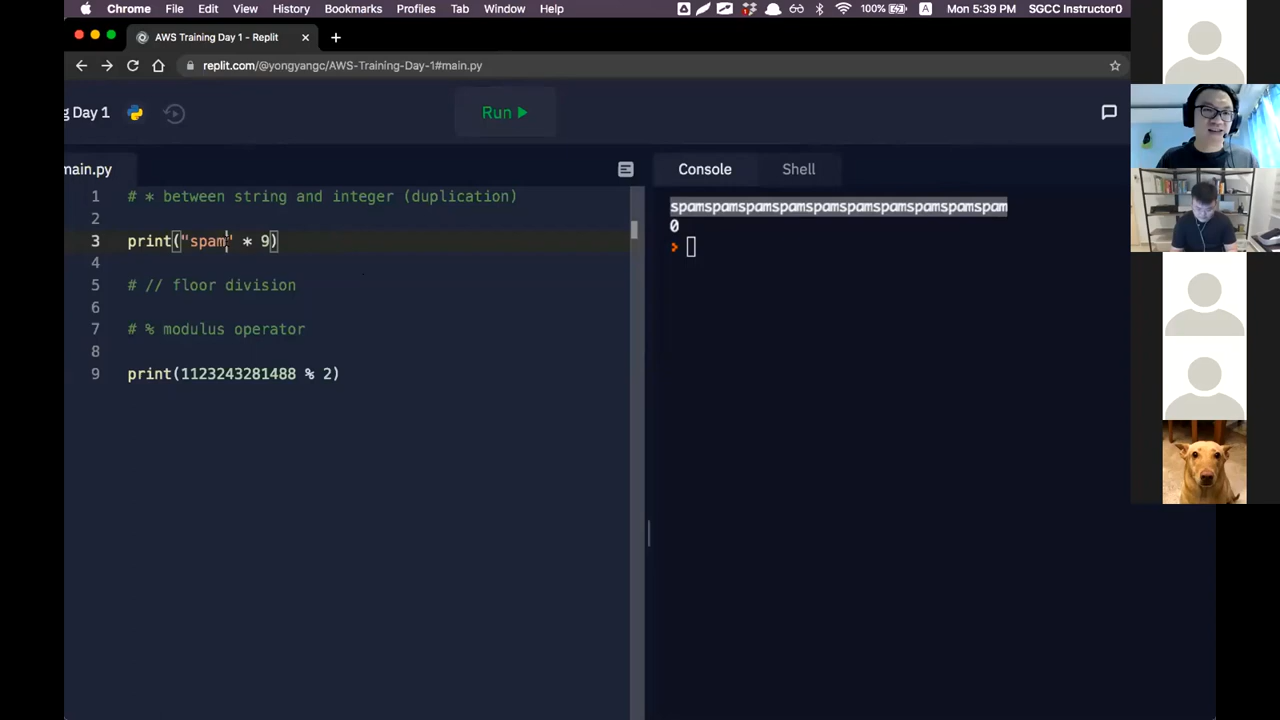 Chrome File Edit View History Bookmarks Profiles Tab Window Help 100% A Mon 5:39 PM SGCC Instructor0
AWS Training Day 1 - Replit
replit.com/@yongyangc/AWS-Training-Day-1#main.py
g Day 1 Run
main.py Console Shell
1 # * between string and integer (duplication)
2
3 print("spam" * 9)
4
5 # // floor division
6
7 # % modulus operator
8
9 print(1123243281488 % 2)
spamspamspamspamspamspamspamspamspamspam
0